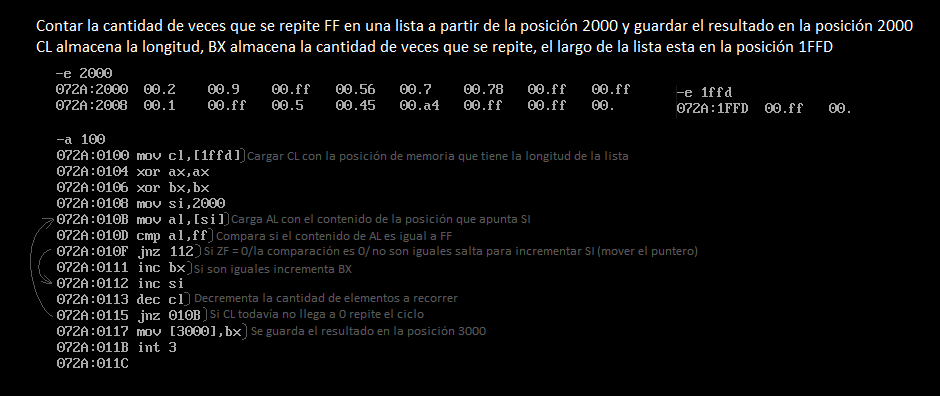 Contar la cantidad de veces que se repite FF en una lista a partir de la posición 2000 y guardar el resultado en la posición 2000
CL almacena la longitud, BX almacena la cantidad de veces que se repite, el largo de la lista esta en la posición 1FFD
-e 2000
072A:2000 00.2 00.9 00.ff 00.56 00.7 00.78 00.ff 00.ff
072A:2008 00.1 00.ff 00.5 00.45 00.a4 00.ff 00.ff 00.
-e 1ffd
072A:1FFD 00.ff 00.
-a 100
072A:0100 mov cl,[1ffd] Cargar CL con la posición de memoria que tiene la longitud de la lista
072A:0104 xor ax,ax
072A:0106 xor bx,bx
072A:0108 mov si,2000
072A:010B mov al,[si] Carga AL con el contenido de la posición que apunta SI
072A:010D cmp al,ff Compara si el contenido de AL es igual a FF
072A:010F jnz 112 Si ZF = 0/la comparación es 0/ no son iguales salta para incrementar SI (mover el puntero)
072A:0111 inc bx Si son iguales incrementa BX
072A:0112 inc si
072A:0113 dec cl Decrementa la cantidad de elementos a recorrer
072A:0115 jnz 010B Si CL todavía no llega a 0 repite el ciclo
072A:0117 mov [3000],bx Se guarda el resultado en la posición 3000
072A:011B int 3
072A:011C